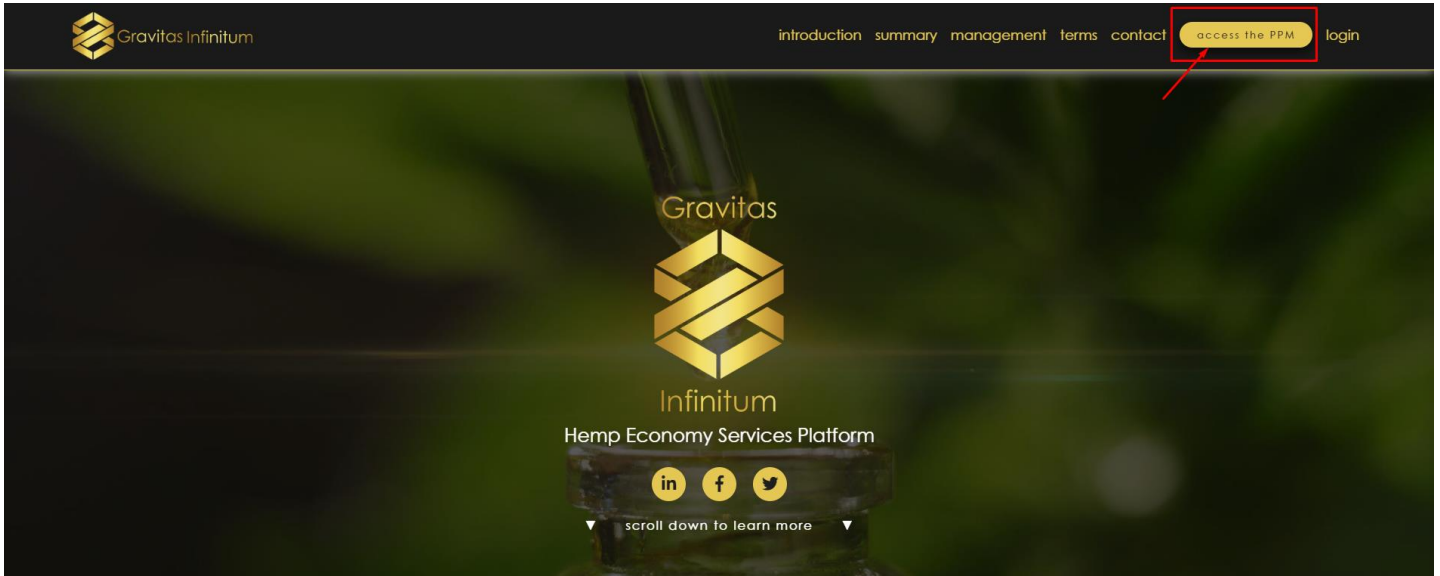 Gravitas Infinitum introduction summary management terms contact access the PPM login
Gravitas
Infinitum
Hemp Economy Services Platform
in f
▼ scroll down to learn more ▼